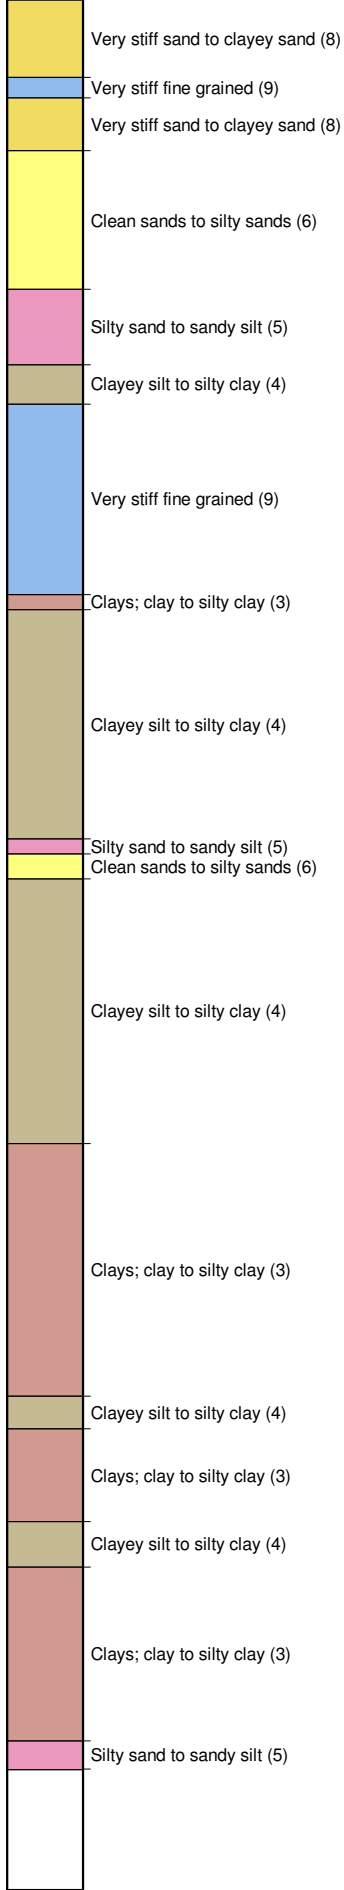 Very stiff sand to clayey sand (8)
Very stiff fine grained (9)
Very stiff sand to clayey sand (8)
Clean sands to silty sands (6)
Silty sand to sandy silt (5)
Clayey silt to silty clay (4)
Very stiff fine grained (9)
Clays; clay to silty clay (3)
Clayey silt to silty clay (4)
Silty sand to sandy silt (5)
Clean sands to silty sands (6)
Clayey silt to silty clay (4)
Clays; clay to silty clay (3)
Clayey silt to silty clay (4)
Clays; clay to silty clay (3)
Clayey silt to silty clay (4)
Clays; clay to silty clay (3)
Silty sand to sandy silt (5)